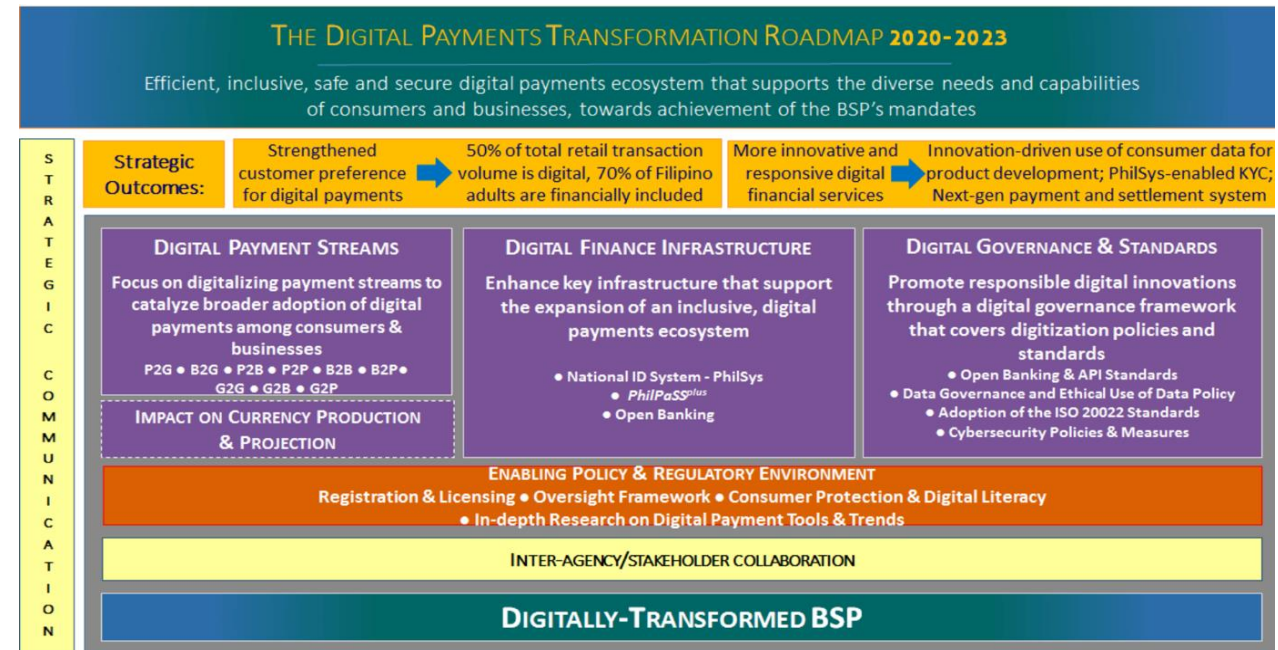 THE DIGITAL PAYMENTS TRANSFORMATION ROADMAP 2020-2023
Efficient, inclusive, safe and secure digital payments ecosystem that supports the diverse needs and capabilities
of consumers and businesses, towards achievement of the BSP's mandates
STRATEGIC COMMUNICATION
Strategic
Outcomes:
Strengthened
customer preference
for digital payments
50% of total retail transaction
volume is digital, 70% of Filipino
adults are financially included
More innovative and
responsive digital
financial services
Innovation-driven use of consumer data for
product development; PhilSys-enabled KYC;
Next-gen payment and settlement system
DIGITAL PAYMENT STREAMS
Focus on digitalizing payment streams to
catalyze broader adoption of digital
payments among consumers &
businesses
P2G ● B2G ● P2B ● P2P ● B2B ● B2P●
G2G ● G2B ● G2P
IMPACT ON CURRENCY PRODUCTION
& PROJECTION
DIGITAL FINANCE INFRASTRUCTURE
Enhance key infrastructure that support
the expansion of an inclusive, digital
payments ecosystem
● National ID System - PhilSys
● PhilPaSSplus
● Open Banking
DIGITAL GOVERNANCE & STANDARDS
Promote responsible digital innovations
through a digital governance framework
that covers digitization policies and
standards
● Open Banking & API Standards
● Data Governance and Ethical Use of Data Policy
● Adoption of the ISO 20022 Standards
● Cybersecurity Policies & Measures
ENABLING POLICY & REGULATORY ENVIRONMENT
Registration & Licensing ● Oversight Framework ● Consumer Protection & Digital Literacy
● In-depth Research on Digital Payment Tools & Trends
INTER-AGENCY/STAKEHOLDER COLLABORATION
DIGITALLY-TRANSFORMED BSP